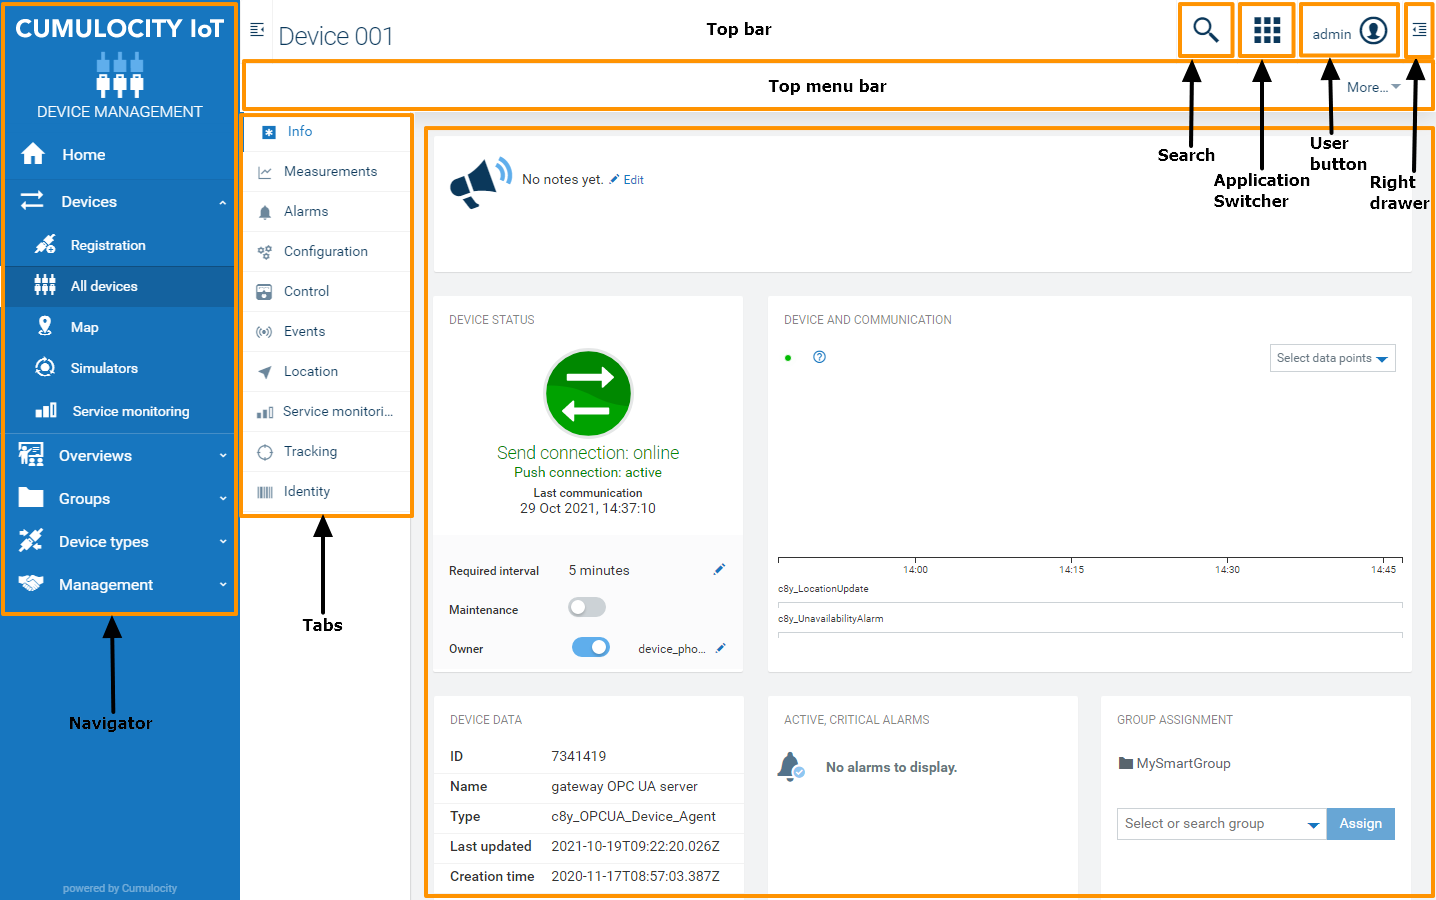 CUMULOCITY IoT
DEVICE MANAGEMENT
Home
Devices
Registration
All devices
Map
Simulators
Service monitoring
Overviews
Groups
Device types
Management
Navigator
powered by Cumulocity
Device 001
Top bar
admin
Top menu bar
More...
Search
Application
Switcher
User
button
Right
drawer
Info
Measurements
Alarms
Configuration
Control
Events
Location
Service monitori...
Tracking
Identity
Tabs
No notes yet. Edit
DEVICE STATUS
Send connection: online
Push connection: active
Last communication
29 Oct 2021, 14:37:10
Required interval 5 minutes
Maintenance
Owner device_pho...
DEVICE AND COMMUNICATION
Select data points
14:00 14:15 14:30 14:45
c8y_LocationUpdate
c8y_UnavailabilityAlarm
DEVICE DATA
ID 7341419
Name gateway OPC UA server
Type c8y_OPCUA_Device_Agent
Last updated 2021-10-19T09:22:20.026Z
Creation time 2020-11-17T08:57:03.387Z
ACTIVE, CRITICAL ALARMS
No alarms to display.
GROUP ASSIGNMENT
MySmartGroup
Select or search group Assign